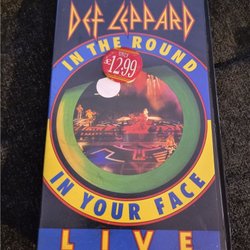 DEF LEPPARD
IN THE ROUND
£12.99
IN YOUR FACE
LIVE